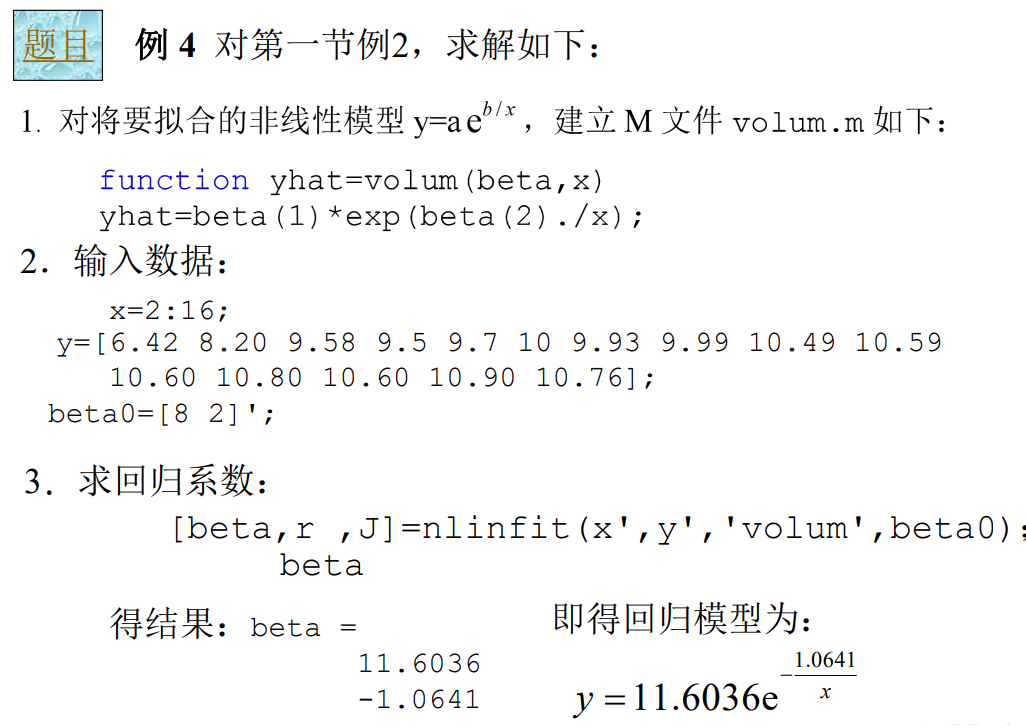 题目 例 4 对第一节例2，求解如下：
1. 对将要拟合的非线性模型 y=a e^{b/x}，建立 M 文件 volum.m 如下：
function yhat=volum(beta,x)
yhat=beta(1)*exp(beta(2)./x);
2．输入数据：
x=2:16;
y=[6.42 8.20 9.58 9.5 9.7 10 9.93 9.99 10.49 10.59
10.60 10.80 10.60 10.90 10.76];
beta0=[8 2]';
3．求回归系数：
[beta,r ,J]=nlinfit(x',y','volum',beta0);
beta
得结果：beta =
11.6036
-1.0641
即得回归模型为：
y = 11.6036e^{-\frac{1.0641}{x}}